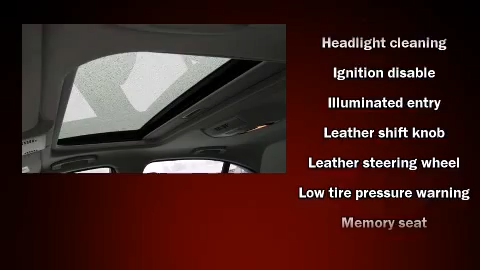 Headlight cleaning
Ignition disable
Illuminated entry
Leather shift knob
Leather steering wheel
Low tire pressure warning
Memory seat